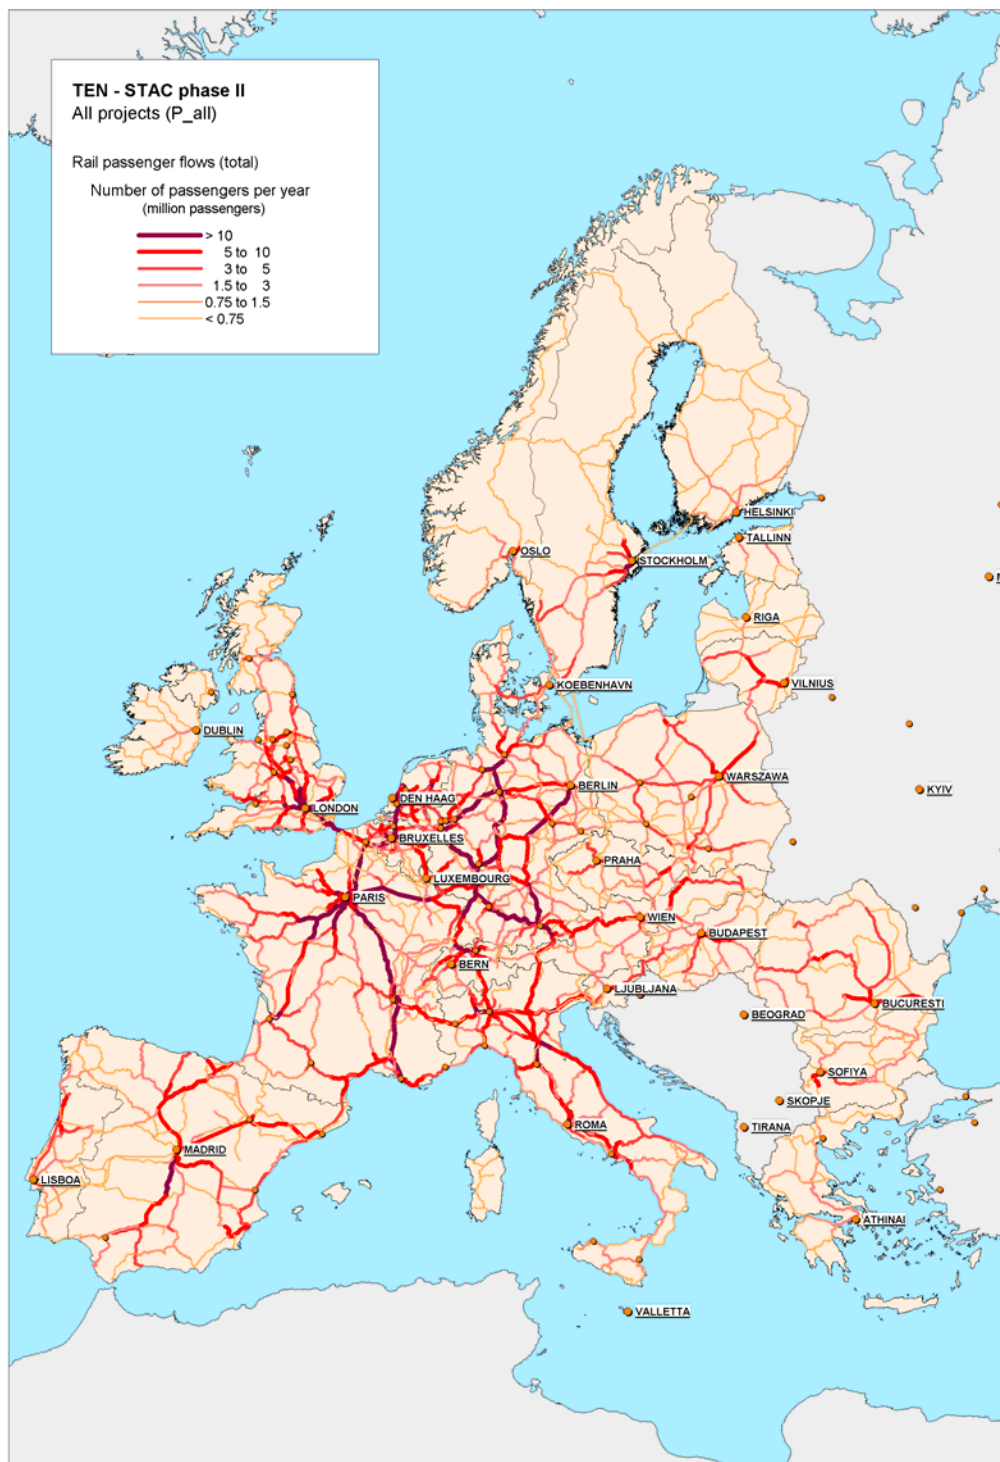 TEN - STAC phase II
All projects (P_all)
Rail passenger flows (total)
Number of passengers per year
(million passengers)
> 10
5 to 10
3 to 5
1.5 to 3
0.75 to 1.5
< 0.75
HELSINKI
TALLINN
OSLO
STOCKHOLM
RIGA
KOEBENHAVN
VILNIUS
DUBLIN
WARSZAWA
BERLIN
KYIV
DEN HAAG
LONDON
BRUXELLES
PRAHA
LUXEMBOURG
PARIS
WIEN
BUDAPEST
BERN
LJUBLJANA
BUCURESTI
BEOGRAD
SOFIYA
SKOPJE
ROMA
TIRANA
MADRID
LISBOA
ATHINAI
VALLETTA